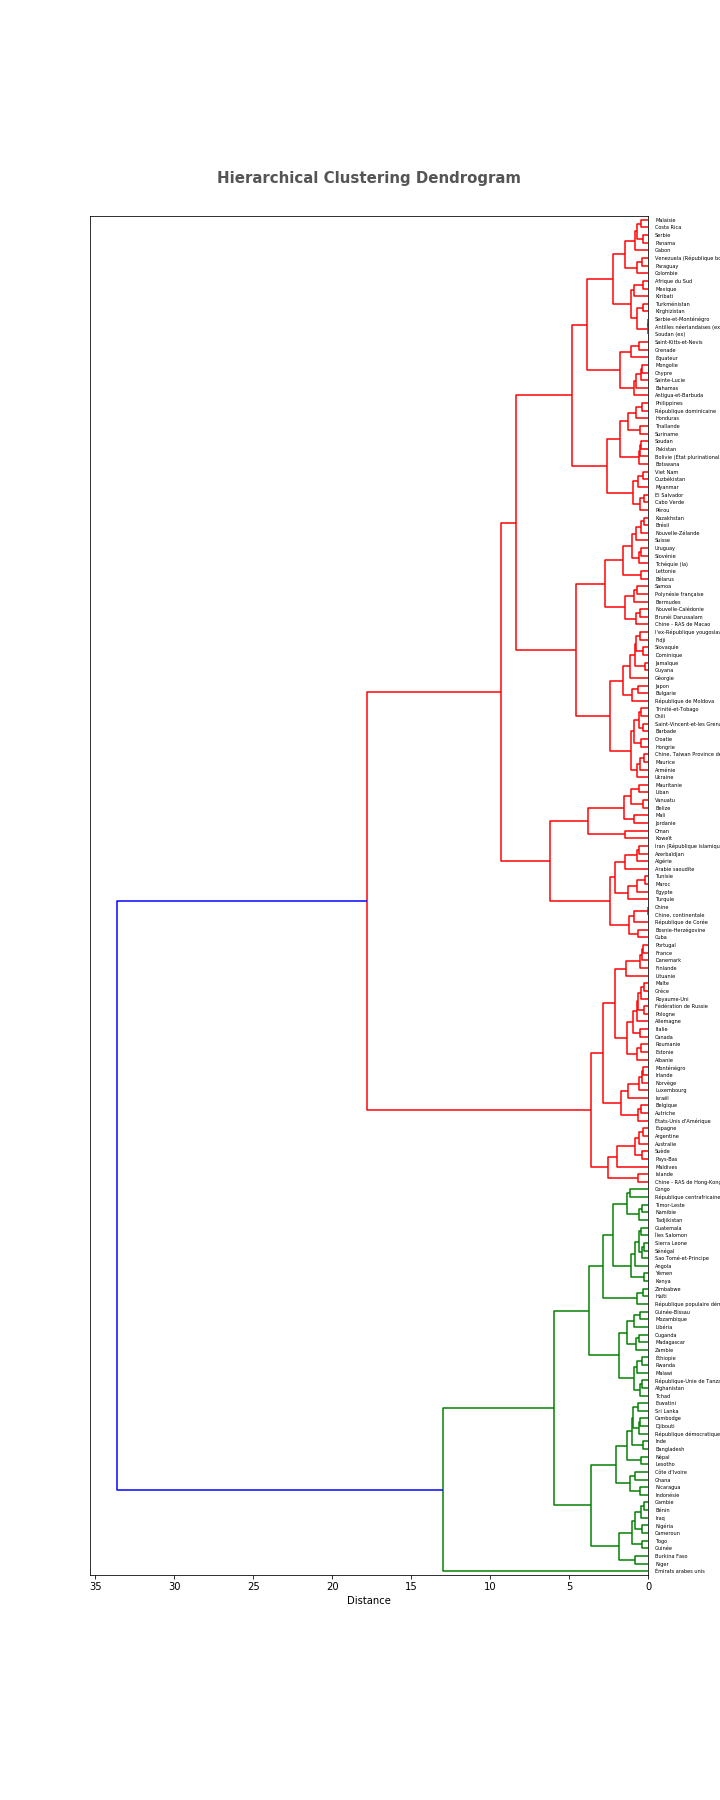 Hierarchical Clustering Dendrogram
Malaisie
Costa Rica
Serbie
Panama
Gabon
Venezuela (République bo
Paraguay
Colombie
Afrique du Sud
Mexique
Kiribati
Turkménistan
Kirghizistan
Serbie-et-Monténégro
Antilles néerlandaises (ex
Soudan (ex)
Saint-Kitts-et-Nevis
Grenade
Équateur
Mongolie
Chypre
Sainte-Lucie
Bahamas
Antigua-et-Barbuda
Philippines
République dominicaine
Honduras
Thaïlande
Suriname
Soudan
Pakistan
Bolivie (État plurinational
Botswana
Viet Nam
Ouzbékistan
Myanmar
El Salvador
Cabo Verde
Pérou
Kazakhstan
Brésil
Nouvelle-Zélande
Suisse
Uruguay
Slovénie
Tchéquie (la)
Lettonie
Bélarus
Samoa
Polynésie française
Bermudes
Nouvelle-Calédonie
Brunéi Darussalam
Chine - RAS de Macao
l'ex-République yougoslav
Fidji
Slovaquie
Dominique
Jamaïque
Guyana
Géorgie
Japon
Bulgarie
République de Moldova
Trinité-et-Tobago
Chili
Saint-Vincent-et-les Grena
Barbade
Croatie
Hongrie
Chine, Taiwan Province de
Maurice
Arménie
Ukraine
Mauritanie
Liban
Vanuatu
Belize
Mali
Jordanie
Oman
Koweït
Iran (République islamiqu
Azerbaïdjan
Algérie
Arabie saoudite
Tunisie
Maroc
Égypte
Turquie
Chine
Chine, continentale
République de Corée
Bosnie-Herzégovine
Cuba
Portugal
France
Danemark
Finlande
Lituanie
Malte
Grèce
Royaume-Uni
Fédération de Russie
Pologne
Allemagne
Italie
Canada
Roumanie
Estonie
Albanie
Monténégro
Irlande
Norvège
Luxembourg
Israël
Belgique
Autriche
États-Unis d'Amérique
Espagne
Argentine
Australie
Suède
Pays-Bas
Maldives
Islande
Chine - RAS de Hong-Kong
Congo
République centrafricaine
Timor-Leste
Namibie
Tadjikistan
Guatemala
Îles Salomon
Sierra Leone
Sénégal
Sao Tomé-et-Principe
Angola
Yémen
Kenya
Zimbabwe
Haïti
République populaire dém
Guinée-Bissau
Mozambique
Libéria
Ouganda
Madagascar
Zambie
Éthiopie
Rwanda
Malawi
République-Unie de Tanza
Afghanistan
Tchad
Eswatini
Sri Lanka
Cambodge
Djibouti
République démocratique
Inde
Bangladesh
Népal
Lesotho
Côte d'Ivoire
Ghana
Nicaragua
Indonésie
Gambie
Bénin
Iraq
Nigéria
Cameroun
Togo
Guinée
Burkina Faso
Niger
Émirats arabes unis
35 30 25 20 15 10 5 0
Distance